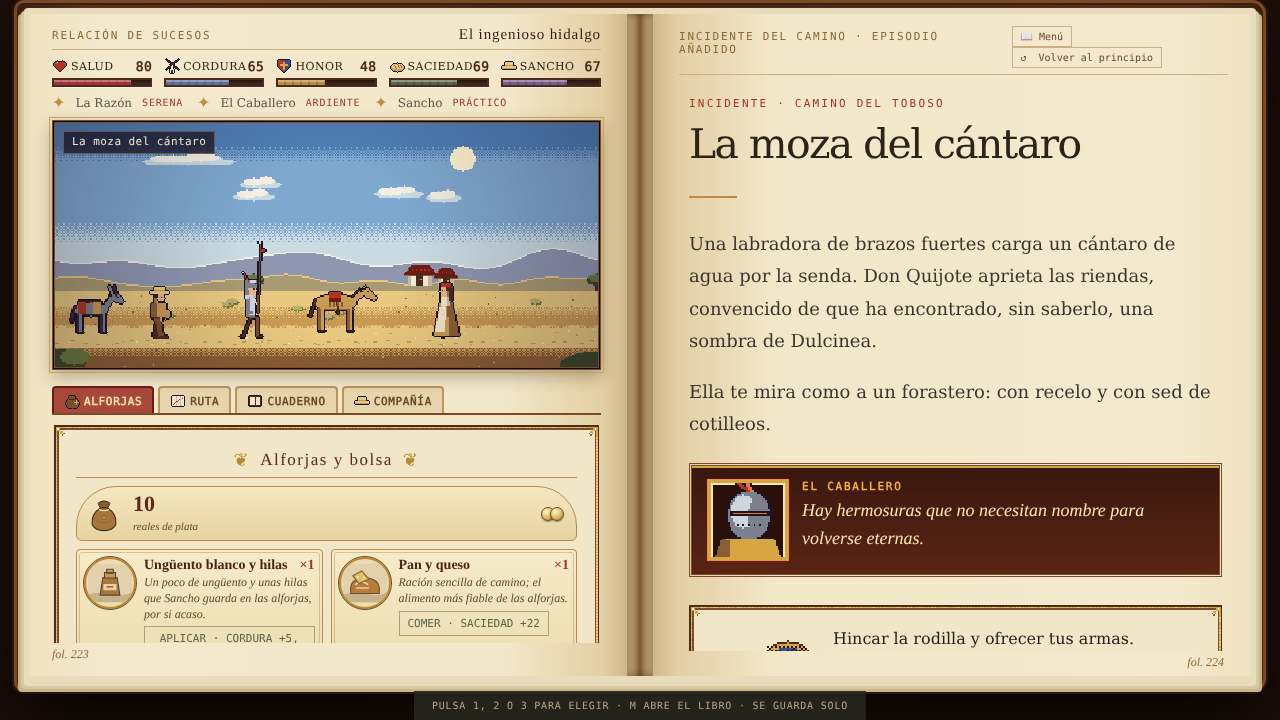 RELACIÓN DE SUCESOS
El ingenioso hidalgo
SALUD 80
CORDURA 65
HONOR 48
SACIEDAD 69
SANCHO 67
La Razón SERENA
El Caballero ARDIENTE
Sancho PRÁCTICO
La moza del cántaro
ALFORJAS
RUTA
CUADERNO
COMPAÑÍA
Alforjas y bolsa
10
reales de plata
Ungüento blanco y hilas ×1
Un poco de ungüento y unas hilas
que Sancho guarda en las alforjas,
por si acaso.
APLICAR · CORDURA +5,
Pan y queso ×1
Ración sencilla de camino; el
alimento más fiable de las alforjas.
COMER · SACIEDAD +22
fol. 223
INCIDENTE DEL CAMINO · EPISODIO
AÑADIDO
Menú
↺ Volver al principio
INCIDENTE · CAMINO DEL TOBOSO
La moza del cántaro
Una labradora de brazos fuertes carga un cántaro de
agua por la senda. Don Quijote aprieta las riendas,
convencido de que ha encontrado, sin saberlo, una
sombra de Dulcinea.
Ella te mira como a un forastero: con recelo y con sed de
cotilleos.
EL CABALLERO
Hay hermosuras que no necesitan nombre para
volverse eternas.
Hincar la rodilla y ofrecer tus armas.
fol. 224
PULSA 1, 2 O 3 PARA ELEGIR · M ABRE EL LIBRO · SE GUARDA SOLO